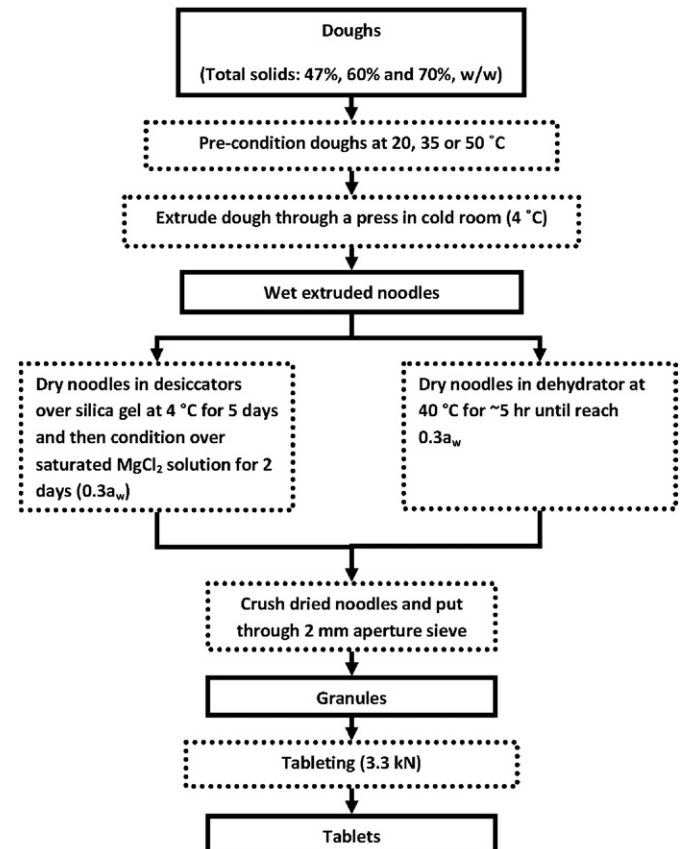 Doughs
(Total solids: 47%, 60% and 70%, w/w)
Pre-condition doughs at 20, 35 or 50 ˚C
Extrude dough through a press in cold room (4 ˚C)
Wet extruded noodles
Dry noodles in desiccators
over silica gel at 4 °C for 5 days
and then condition over
saturated MgCl₂ solution for 2
days (0.3a_w)
Dry noodles in dehydrator at
40 °C for ~5 hr until reach
0.3a_w
Crush dried noodles and put
through 2 mm aperture sieve
Granules
Tableting (3.3 kN)
Tablets